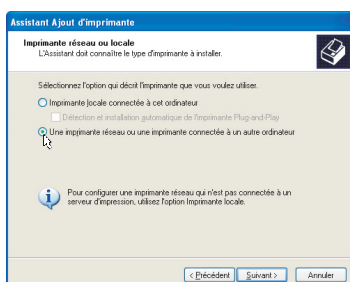 Assistant Ajout d'imprimante
Imprimante réseau ou locale
L'Assistant doit connaître le type d'imprimante à installer.
Sélectionnez l'option qui décrit l'imprimante que vous voulez utiliser.
Imprimante locale connectée à cet ordinateur
Détection et installation automatique de l'imprimante Plug-and-Play
Une imprimante réseau ou une imprimante connectée à un autre ordinateur
Pour configurer une imprimante réseau qui n'est pas connectée à un
serveur d'impression, utilisez l'option Imprimante locale.
< Précédent Suivant > Annuler